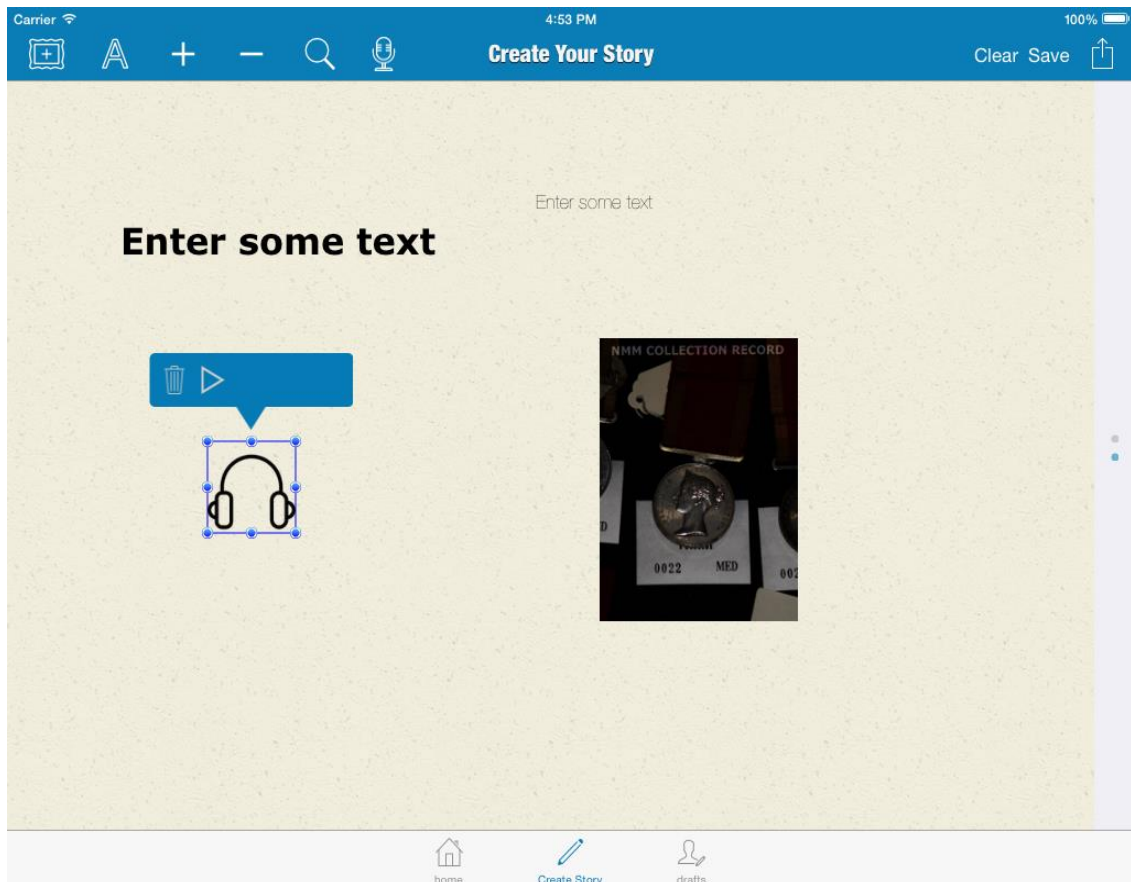 Carrier
4:53 PM
100%
A
Create Your Story
Clear Save
Enter some text
Enter some text
NMM COLLECTION RECORD
0022 MED
002
home
Create Story
drafts